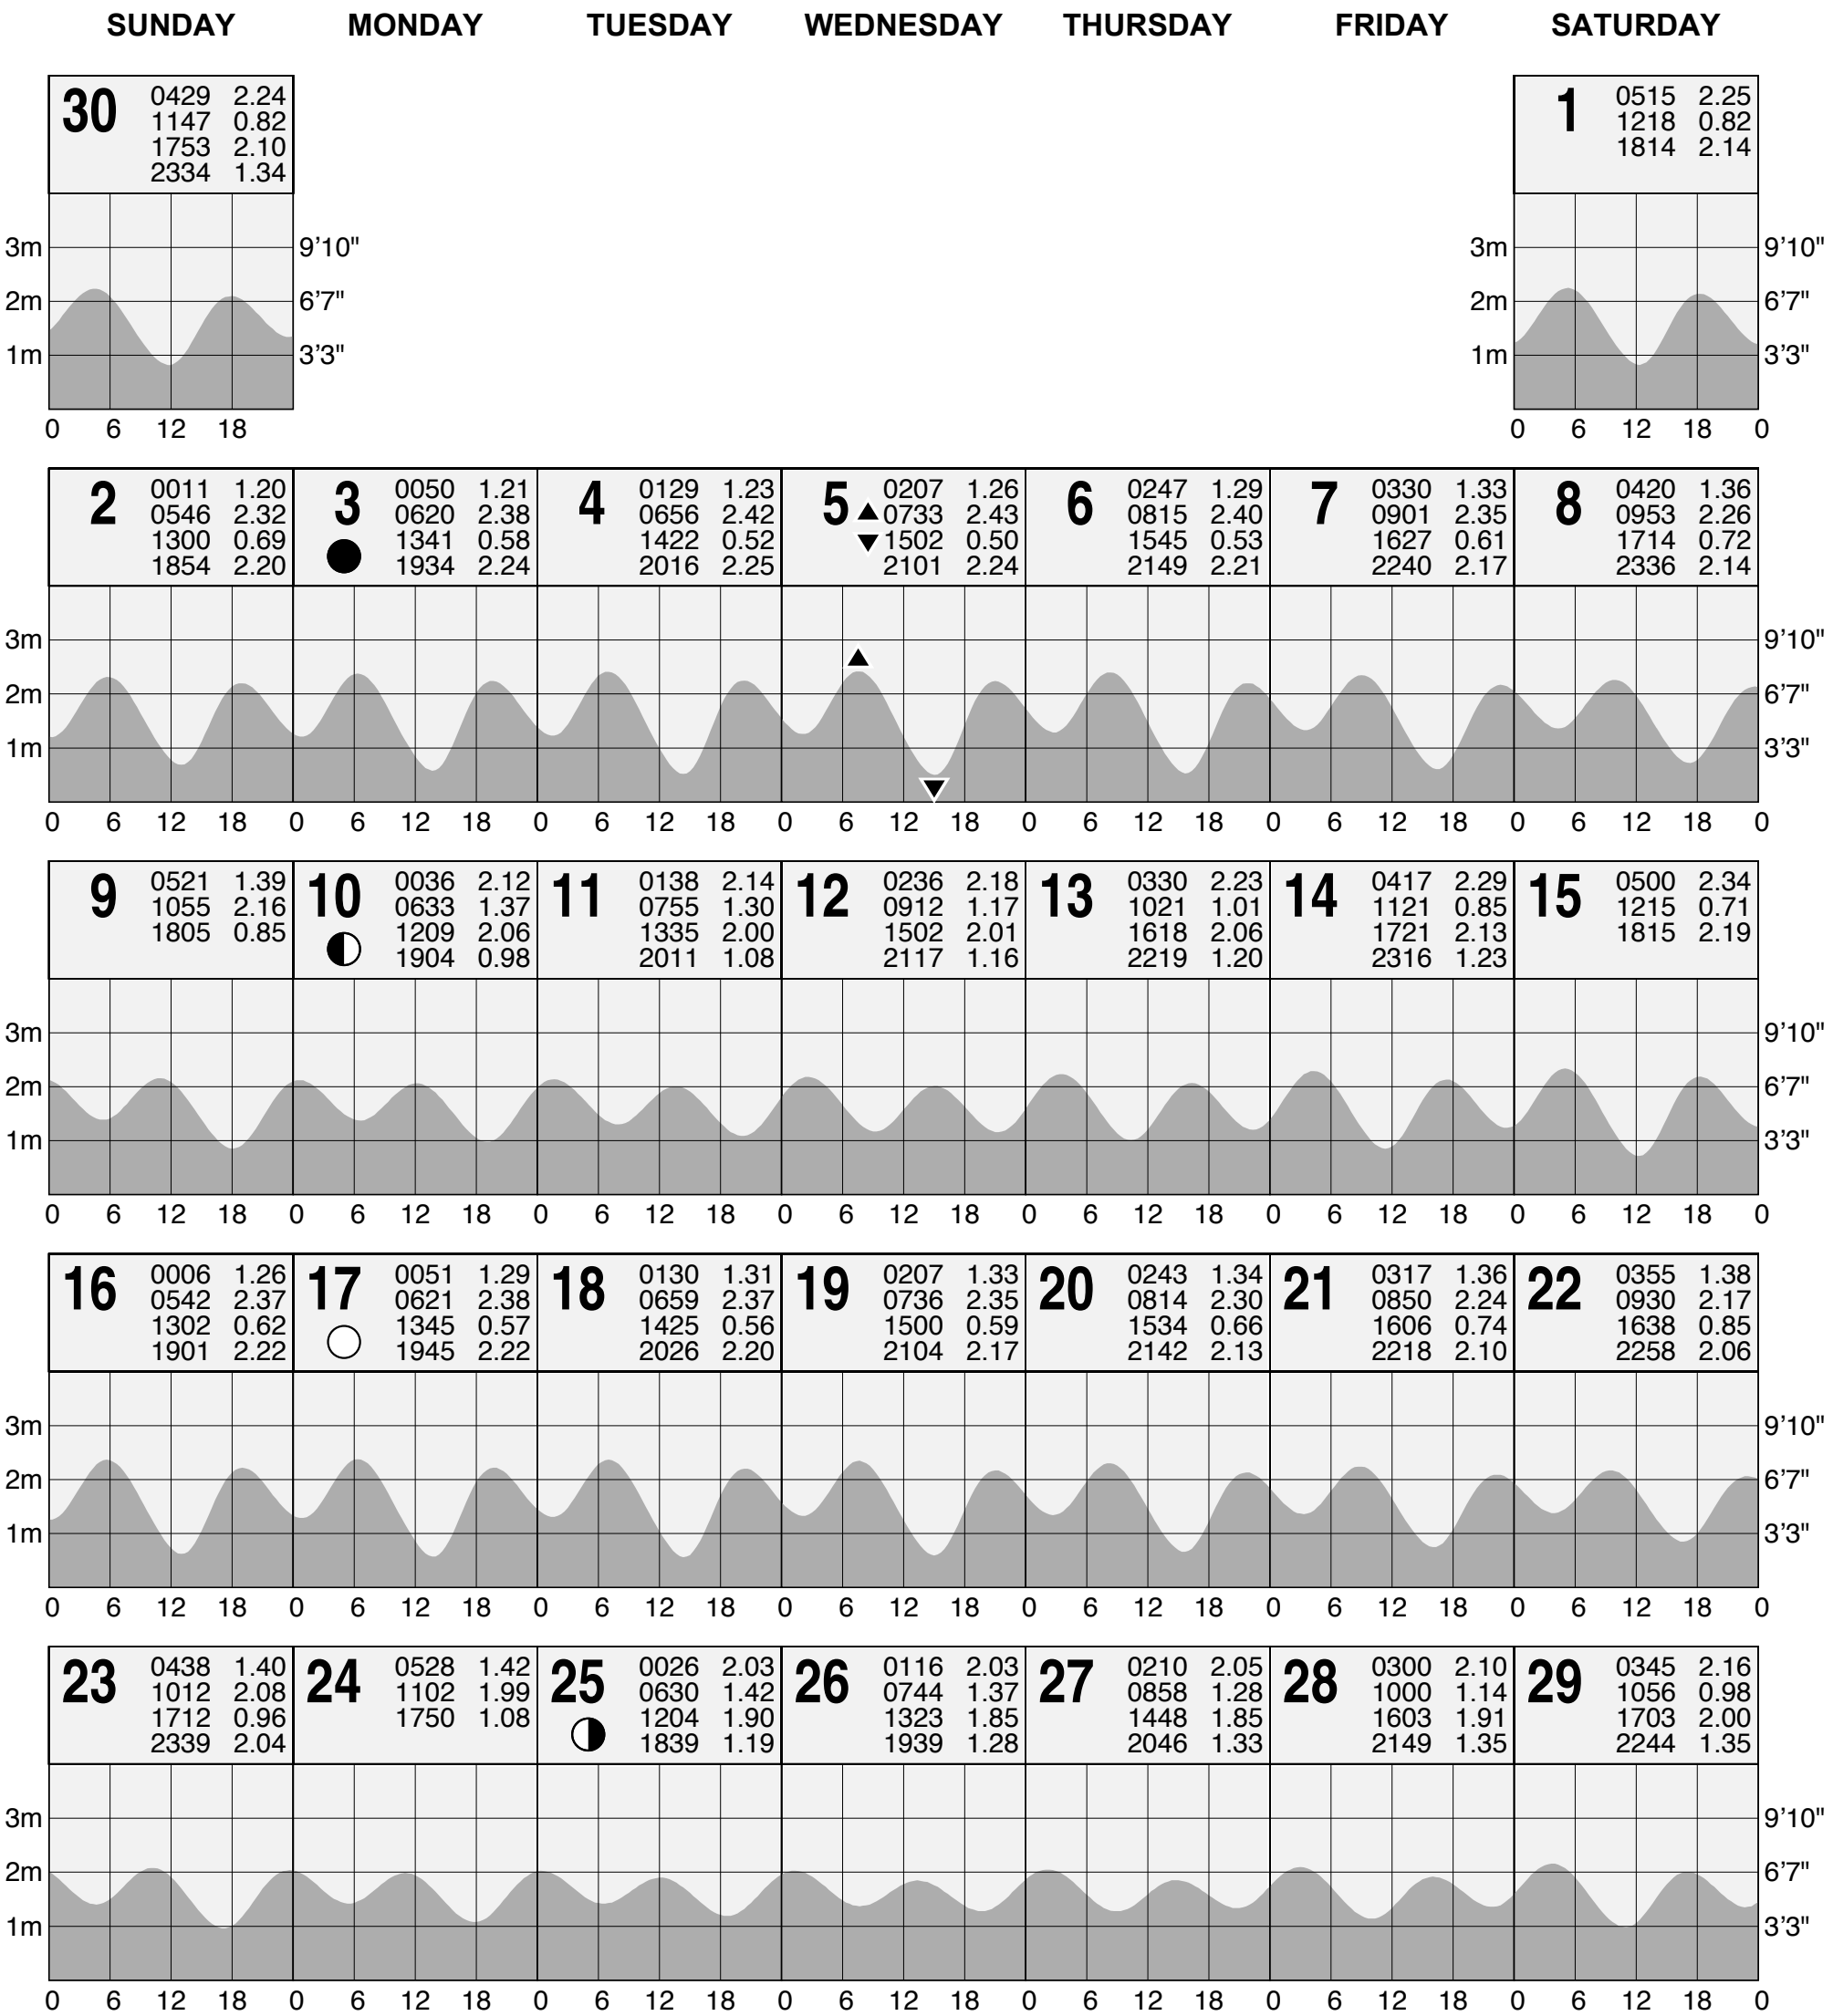 SUNDAY MONDAY TUESDAY WEDNESDAY THURSDAY FRIDAY SATURDAY
30 0429 2.24
1147 0.82
1753 2.10
2334 1.34
1 0515 2.25
1218 0.82
1814 2.14
3m 9'10" 3m 9'10"
2m 6'7" 2m 6'7"
1m 3'3" 1m 3'3"
0 6 12 18 0 6 12 18 0
2 0011 1.20
0546 2.32
1300 0.69
1854 2.20
3 0050 1.21
0620 2.38
1341 0.58
1934 2.24
4 0129 1.23
0656 2.42
1422 0.52
2016 2.25
5 0207 1.26
▲0733 2.43
▼1502 0.50
2101 2.24
6 0247 1.29
0815 2.40
1545 0.53
2149 2.21
7 0330 1.33
0901 2.35
1627 0.61
2240 2.17
8 0420 1.36
0953 2.26
1714 0.72
2336 2.14
3m 9'10"
2m 6'7"
1m 3'3"
0 6 12 18 0 6 12 18 0 6 12 18 0 6 12 18 0 6 12 18 0 6 12 18 0 6 12 18 0
9 0521 1.39
1055 2.16
1805 0.85
10 0036 2.12
0633 1.37
1209 2.06
1904 0.98
11 0138 2.14
0755 1.30
1335 2.00
2011 1.08
12 0236 2.18
0912 1.17
1502 2.01
2117 1.16
13 0330 2.23
1021 1.01
1618 2.06
2219 1.20
14 0417 2.29
1121 0.85
1721 2.13
2316 1.23
15 0500 2.34
1215 0.71
1815 2.19
3m 9'10"
2m 6'7"
1m 3'3"
0 6 12 18 0 6 12 18 0 6 12 18 0 6 12 18 0 6 12 18 0 6 12 18 0 6 12 18 0
16 0006 1.26
0542 2.37
1302 0.62
1901 2.22
17 0051 1.29
0621 2.38
1345 0.57
1945 2.22
18 0130 1.31
0659 2.37
1425 0.56
2026 2.20
19 0207 1.33
0736 2.35
1500 0.59
2104 2.17
20 0243 1.34
0814 2.30
1534 0.66
2142 2.13
21 0317 1.36
0850 2.24
1606 0.74
2218 2.10
22 0355 1.38
0930 2.17
1638 0.85
2258 2.06
3m 9'10"
2m 6'7"
1m 3'3"
0 6 12 18 0 6 12 18 0 6 12 18 0 6 12 18 0 6 12 18 0 6 12 18 0 6 12 18 0
23 0438 1.40
1012 2.08
1712 0.96
2339 2.04
24 0528 1.42
1102 1.99
1750 1.08
25 0026 2.03
0630 1.42
1204 1.90
1839 1.19
26 0116 2.03
0744 1.37
1323 1.85
1939 1.28
27 0210 2.05
0858 1.28
1448 1.85
2046 1.33
28 0300 2.10
1000 1.14
1603 1.91
2149 1.35
29 0345 2.16
1056 0.98
1703 2.00
2244 1.35
3m 9'10"
2m 6'7"
1m 3'3"
0 6 12 18 0 6 12 18 0 6 12 18 0 6 12 18 0 6 12 18 0 6 12 18 0 6 12 18 0